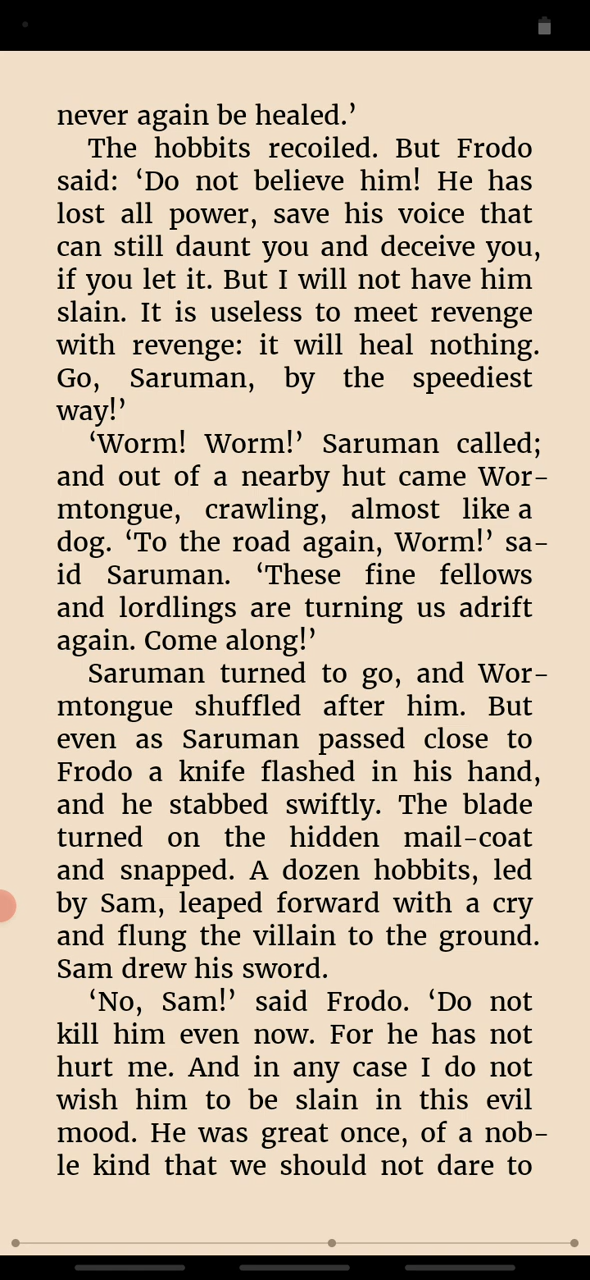 never again be healed.’
The hobbits recoiled. But Frodo
said: ‘Do not believe him! He has
lost all power, save his voice that
can still daunt you and deceive you,
if you let it. But I will not have him
slain. It is useless to meet revenge
with revenge: it will heal nothing.
Go, Saruman, by the speediest
way!’
‘Worm! Worm!’ Saruman called;
and out of a nearby hut came Wor-
mtongue, crawling, almost like a
dog. ‘To the road again, Worm!’ sa-
id Saruman. ‘These fine fellows
and lordlings are turning us adrift
again. Come along!’
Saruman turned to go, and Wor-
mtongue shuffled after him. But
even as Saruman passed close to
Frodo a knife flashed in his hand,
and he stabbed swiftly. The blade
turned on the hidden mail-coat
and snapped. A dozen hobbits, led
by Sam, leaped forward with a cry
and flung the villain to the ground.
Sam drew his sword.
‘No, Sam!’ said Frodo. ‘Do not
kill him even now. For he has not
hurt me. And in any case I do not
wish him to be slain in this evil
mood. He was great once, of a nob-
le kind that we should not dare to